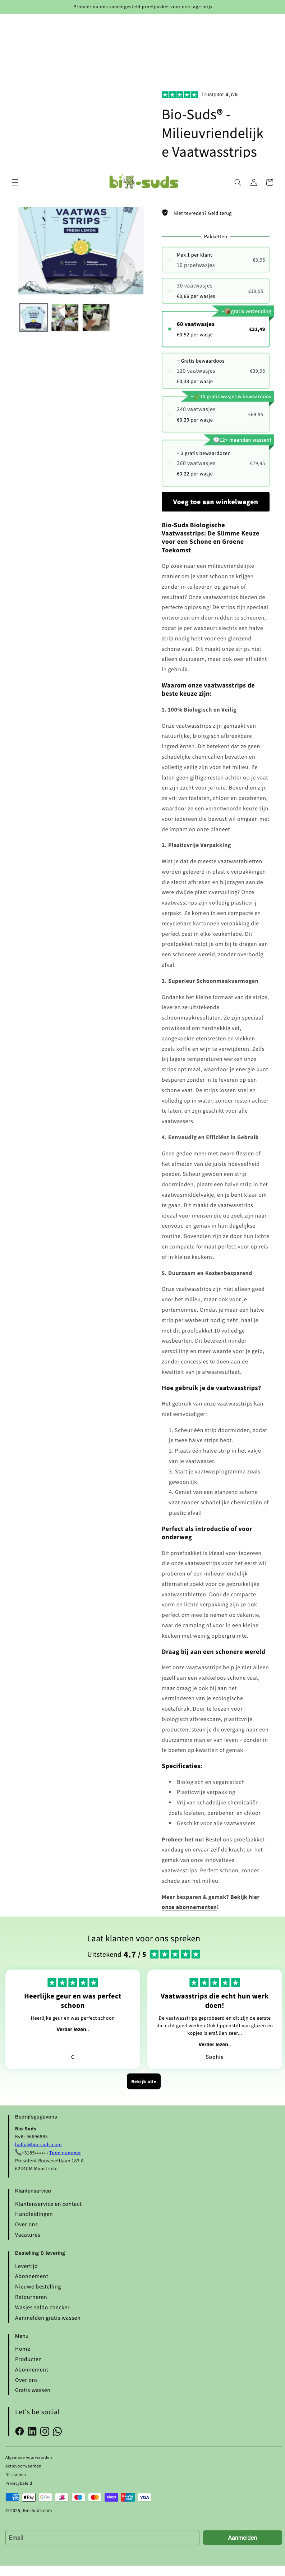 Probeer nu ons samengesteld proefpakket voor een lage prijs.
Trustpilot 4,7/5
Bio-Suds® -
Milieuvriendelijk
e Vaatwasstrips
bio-suds
VAATWAS
STRIPS
FRESH LEMON
Niet tevreden? Geld terug
Pakketten
Max 1 per klant
10 proefwasjes
€3,95
30 vaatwasjes
€0,66 per wasjes
€19,95
+ gratis verzending
60 vaatwasjes
€0,52 per wasje
€31,49
+ Gratis bewaardoos
120 vaatwasjes
€0,33 per wasje
€39,95
+ 15 gratis wasjes & bewaardoos
240 vaatwasjes
€0,29 per wasje
€69,95
12+ maanden wassen!
+ 3 gratis bewaardozen
360 vaatwasjes
€0,22 per wasje
€79,95
Voeg toe aan winkelwagen
Bio-Suds Biologische
Vaatwasstrips: De Slimme Keuze
voor een Schone en Groene
Toekomst
Op zoek naar een milieuvriendelijke
manier om je vaat schoon te krijgen
zonder in te leveren op gemak of
resultaat? Onze vaatwasstrips bieden de
perfecte oplossing! De strips zijn speciaal
ontworpen om doormidden te scheuren,
zodat je per wasbeurt slechts een halve
strip nodig hebt voor een glanzend
schone vaat. Dit maakt onze strips niet
alleen duurzaam, maar ook zeer efficiënt
in gebruik.
Waarom onze vaatwasstrips de
beste keuze zijn:
1. 100% Biologisch en Veilig
Onze vaatwasstrips zijn gemaakt van
natuurlijke, biologisch afbreekbare
ingrediënten. Dit betekent dat ze geen
schadelijke chemicaliën bevatten en
volledig veilig zijn voor het milieu. Ze
laten geen giftige resten achter op je vaat
en zijn zacht voor je huid. Bovendien zijn
ze vrij van fosfaten, chloor en parabenen,
waardoor ze een verantwoorde keuze zijn
voor iedereen die bewust wil omgaan met
de impact op onze planeet.
2. Plasticvrije Verpakking
Wist je dat de meeste vaatwastabletten
worden geleverd in plastic verpakkingen
die slecht afbreken en bijdragen aan de
wereldwijde plasticvervuiling? Onze
vaatwasstrips zijn volledig plasticvrij
verpakt. Ze komen in een compacte en
recyclebare kartonnen verpakking die
perfect past in elke keukenlade. Dit
proefpakket helpt je om bij te dragen aan
een schonere wereld, zonder overbodig
afval.
3. Superieur Schoonmaakvermogen
Ondanks het kleine formaat van de strips,
leveren ze uitstekende
schoonmaakresultaten. Ze zijn speciaal
ontwikkeld om hardnekkig vet,
aangekoekte etensresten en vlekken
zoals koffie en wijn te verwijderen. Zelfs
bij lagere temperaturen werken onze
strips optimaal, waardoor je energie kunt
besparen zonder in te leveren op een
schone vaat. De strips lossen snel en
volledig op in water, zonder resten achter
te laten, en zijn geschikt voor alle
vaatwassers.
4. Eenvoudig en Efficiënt in Gebruik
Geen gedoe meer met zware flessen of
het afmeten van de juiste hoeveelheid
poeder. Scheur gewoon een strip
doormidden, plaats een halve strip in het
vaatwasmiddelvakje, en je bent klaar om
te gaan. Dit maakt de vaatwasstrips
ideaal voor mensen die op zoek zijn naar
eenvoud en gemak in hun dagelijkse
routine. Bovendien zijn ze door hun lichte
en compacte formaat perfect voor op reis
of in kleine keukens.
5. Duurzaam en Kostenbesparend
Onze vaatwasstrips zijn niet alleen goed
voor het milieu, maar ook voor je
portemonnee. Omdat je maar een halve
strip per wasbeurt nodig hebt, haal je
met dit proefpakket 10 volledige
wasbeurten. Dit betekent minder
verspilling en meer waarde voor je geld,
zonder concessies te doen aan de
kwaliteit van je afwasresultaat.
Hoe gebruik je de vaatwasstrips?
Het gebruik van onze vaatwasstrips kan
niet eenvoudiger:
1. Scheur één strip doormidden, zodat
je twee halve strips hebt.
2. Plaats één halve strip in het vakje
van je vaatwasser.
3. Start je vaatwasprogramma zoals
gewoonlijk.
4. Geniet van een glanzend schone
vaat zonder schadelijke chemicaliën of
plastic afval!
Perfect als introductie of voor
onderweg
Dit proefpakket is ideaal voor iedereen
die onze vaatwasstrips voor het eerst wil
proberen of een milieuvriendelijk
alternatief zoekt voor de gebruikelijke
vaatwastabletten. Door de compacte
vorm en lichte verpakking zijn ze ook
perfect om mee te nemen op vakantie,
naar de camping of voor in een kleine
keuken met weinig opbergruimte.
Draag bij aan een schonere wereld
Met onze vaatwasstrips help je niet alleen
jezelf aan een vlekkeloos schone vaat,
maar draag je ook bij aan het
verminderen van je ecologische
voetafdruk. Door te kiezen voor
biologisch afbreekbare, plasticvrije
producten, steun je de overgang naar een
duurzamere manier van leven – zonder in
te boeten op kwaliteit of gemak.
Specificaties:
• Biologisch en veganistisch
• Plasticvrije verpakking
• Vrij van schadelijke chemicaliën
zoals fosfaten, parabenen en chloor
• Geschikt voor alle vaatwassers
Probeer het nu! Bestel ons proefpakket
vandaag en ervaar zelf de kracht en het
gemak van onze innovatieve
vaatwasstrips. Perfect schoon, zonder
schade aan het milieu!
Meer besparen & gemak? Bekijk hier
onze abonnementen!
Laat klanten voor ons spreken
Uitstekend 4.7 / 5
Heerlijke geur en was perfect
schoon
Heerlijke geur en was perfect schoon
Verder lezen..
C
Vaatwasstrips die echt hun werk
doen!
De vaatwasstrips geprobeerd en dit zijn de eerste
die echt goed werken.Ook lippenstift van glazen en
kopjes is eraf.Ben zeer...
Verder lezen..
Sophie
Bekijk alle
Bedrijfsgegevens
Bio-Suds
KvK: 96696885
hallo@bio-suds.com
+3185•••••• • Toon nummer
President Rooseveltlaan 183 A
6224CM Maastricht
Klantenservice
Klantenservice en contact
Handleidingen
Over ons
Vacatures
Bestelling & levering
Levertijd
Abonnement
Nieuwe bestelling
Retourneren
Wasjes saldo checker
Aanmelden gratis wassen
Menu
Home
Producten
Abonnement
Over ons
Gratis wassen
Let's be social
Algemene voorwaarden
Actievoorwaarden
Disclaimer
Privacybeleid
© 2025, Bio-Suds.com
Email
Aanmelden